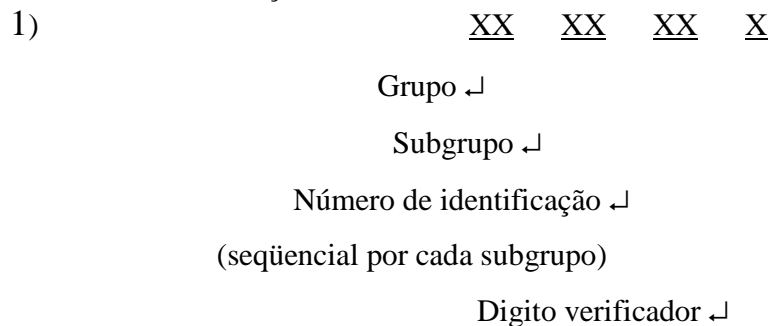 1) XX XX XX X
Grupo ↵
Subgrupo ↵
Número de identificação ↵
(seqüencial por cada subgrupo)
Digito verificador ↵